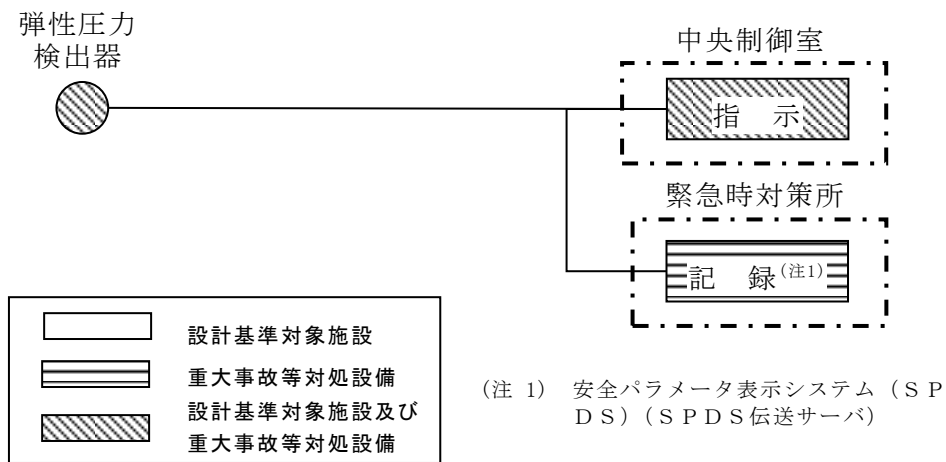 弾性圧力
検出器
中央制御室
指　示
緊急時対策所
記　録(注1)
設計基準対象施設
重大事故等対処設備
設計基準対象施設及び
重大事故等対処設備
(注 1)　安全パラメータ表示システム（ＳＰ
ＤＳ）（ＳＰＤＳ伝送サーバ）